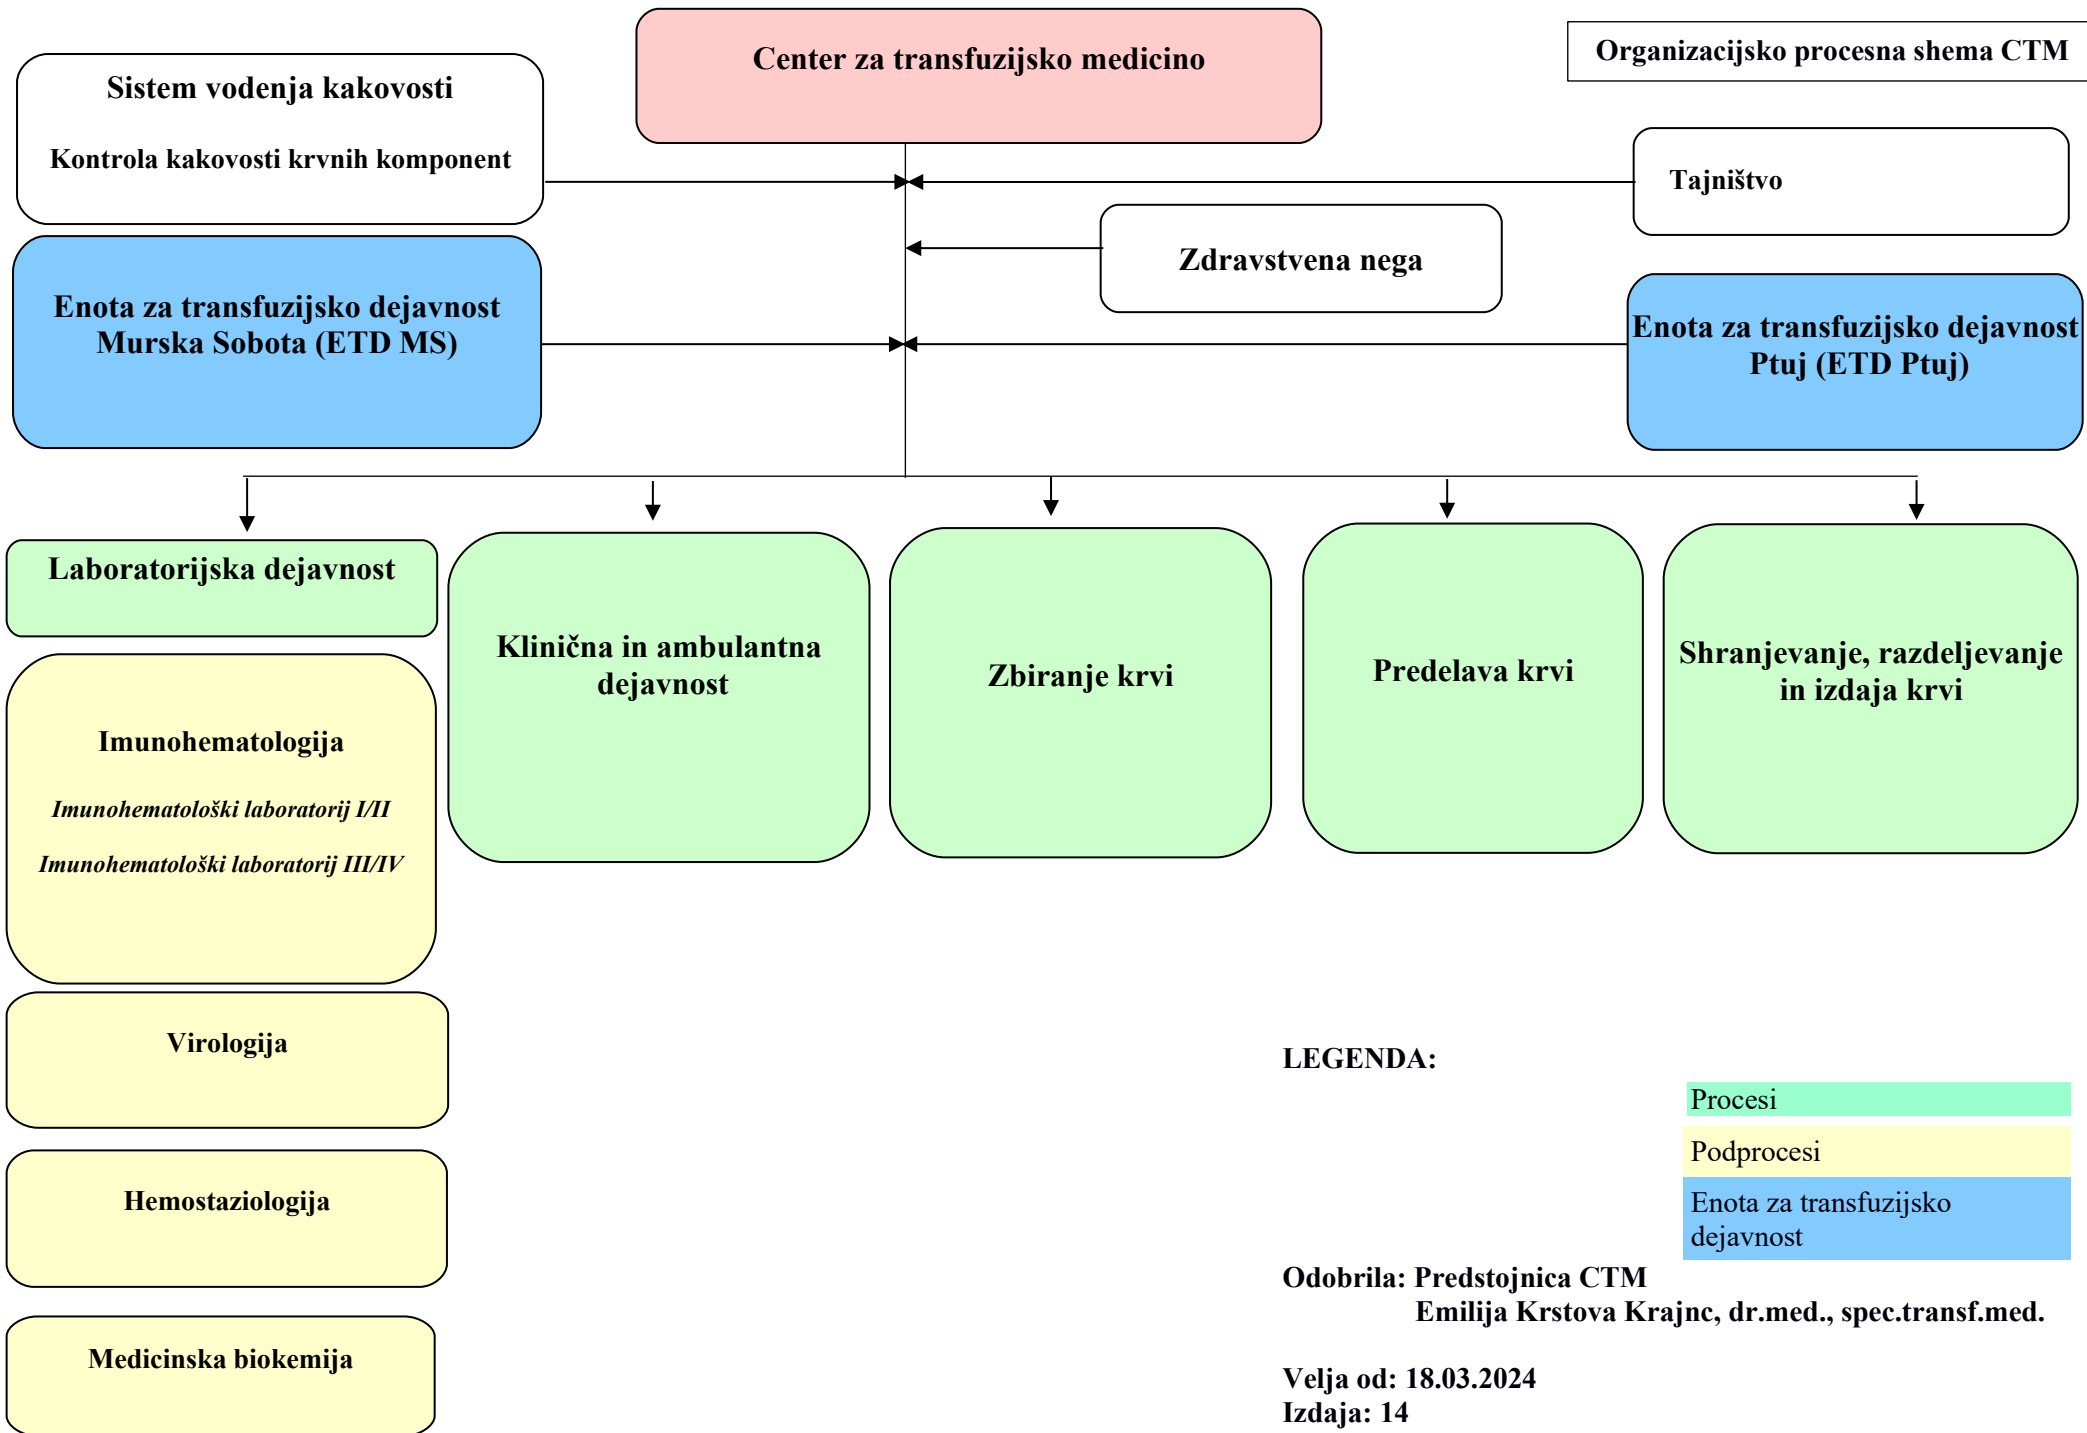 Center za transfuzijsko medicino
Organizacijsko procesna shema CTM
Sistem vodenja kakovosti
Kontrola kakovosti krvnih komponent
Tajništvo
Zdravstvena nega
Enota za transfuzijsko dejavnost
Murska Sobota (ETD MS)
Enota za transfuzijsko dejavnost
Ptuj (ETD Ptuj)
Laboratorijska dejavnost
Klinična in ambulantna
dejavnost
Zbiranje krvi
Predelava krvi
Shranjevanje, razdeljevanje
in izdaja krvi
Imunohematologija
Imunohematološki laboratorij I/II
Imunohematološki laboratorij III/IV
Virologija
Hemostaziologija
Medicinska biokemija
LEGENDA:
Procesi
Podprocesi
Enota za transfuzijsko
dejavnost
Odobrila: Predstojnica CTM
Emilija Krstova Krajnc, dr.med., spec.transf.med.
Velja od: 18.03.2024
Izdaja: 14